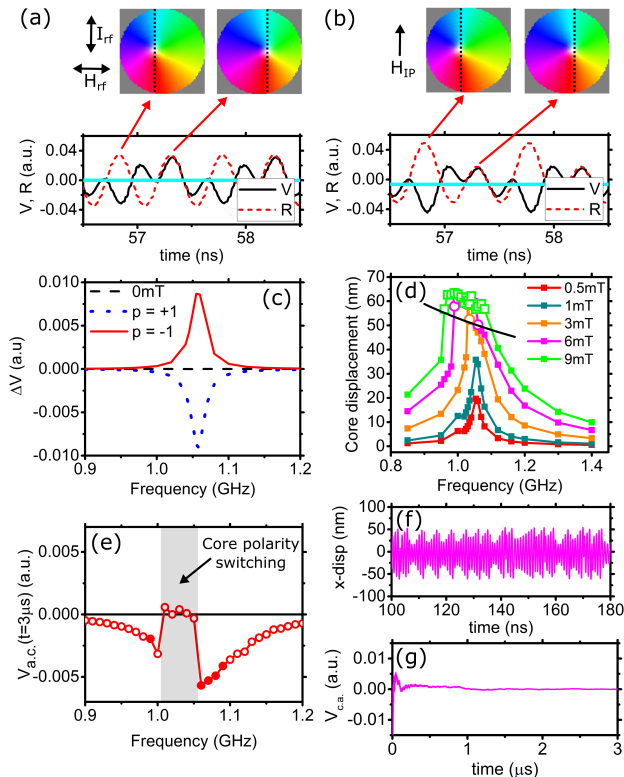 (a)
I_rf
H_rf
(b)
H_IP
V, R (a.u.)
0.04
0.00
-0.04
V
R
57
58
time (ns)
V, R (a.u.)
0.04
0.00
-0.04
V
R
57
58
time (ns)
(c)
ΔV (a.u)
0.010
0.005
0.000
-0.005
-0.010
0mT
p = +1
p = -1
0.9
1.0
1.1
1.2
Frequency (GHz)
(d)
Core displacement (nm)
70
60
50
40
30
20
10
0
0.5mT
1mT
3mT
6mT
9mT
0.8
1.0
1.2
1.4
Frequency (GHz)
(e)
V_a.c.(t=3μs) (a.u.)
0.005
0.000
-0.005
Core polarity
switching
0.9
1.0
1.1
1.2
Frequency (GHz)
(f)
x-disp (nm)
100
50
0
-50
-100
100
120
140
160
180
time (ns)
(g)
V_c.a. (a.u.)
0.01
0.00
-0.01
0
1
2
3
time (μs)